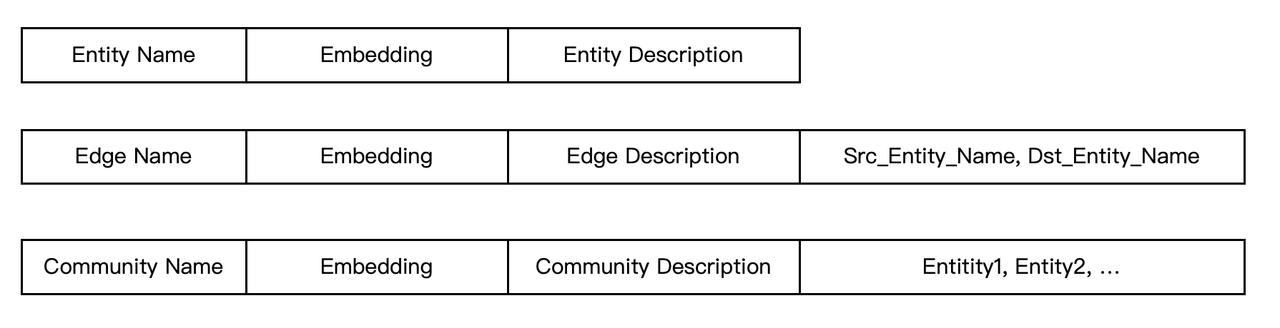 Entity Name Embedding Entity Description
Edge Name Embedding Edge Description Src_Entity_Name, Dst_Entity_Name
Community Name Embedding Community Description Entitity1, Entity2, ...